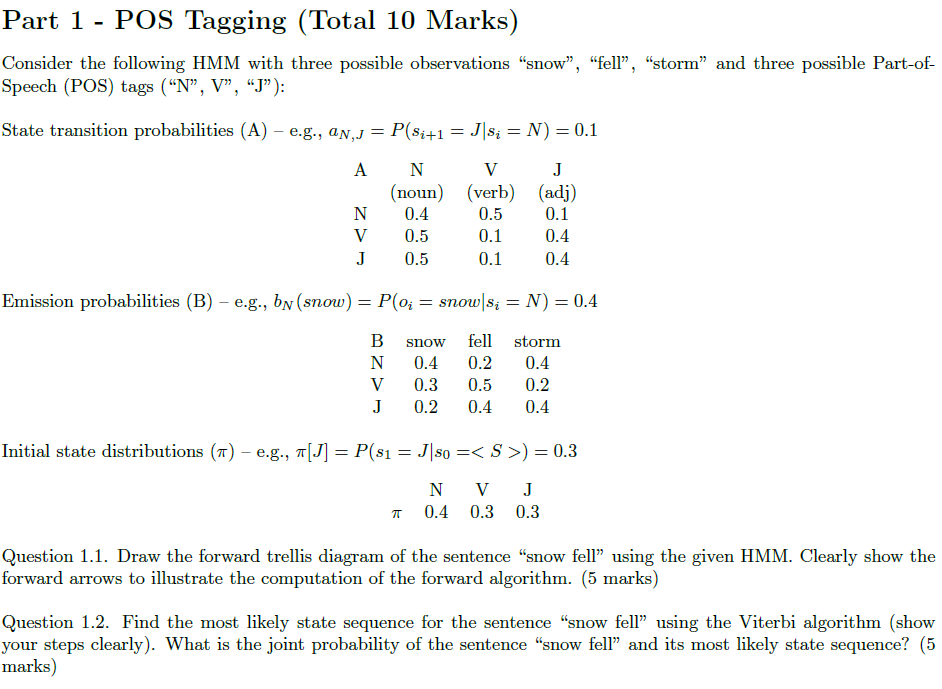 Part 1 - POS Tagging (Total 10 Marks)
Consider the following HMM with three possible observations “snow”, “fell”, “storm” and three possible Part-of-
Speech (POS) tags (“N”, V”, “J”):
State transition probabilities (A) – e.g., a_{N,J} = P(s_{i+1} = J|s_i = N) = 0.1
A N V J
(noun) (verb) (adj)
N 0.4 0.5 0.1
V 0.5 0.1 0.4
J 0.5 0.1 0.4
Emission probabilities (B) – e.g., b_N(snow) = P(o_i = snow|s_i = N) = 0.4
B snow fell storm
N 0.4 0.2 0.4
V 0.3 0.5 0.2
J 0.2 0.4 0.4
Initial state distributions (π) – e.g., π[J] = P(s_1 = J|s_0 =< S >) = 0.3
N V J
π 0.4 0.3 0.3
Question 1.1. Draw the forward trellis diagram of the sentence “snow fell” using the given HMM. Clearly show the
forward arrows to illustrate the computation of the forward algorithm. (5 marks)
Question 1.2. Find the most likely state sequence for the sentence “snow fell” using the Viterbi algorithm (show
your steps clearly). What is the joint probability of the sentence “snow fell” and its most likely state sequence? (5
marks)